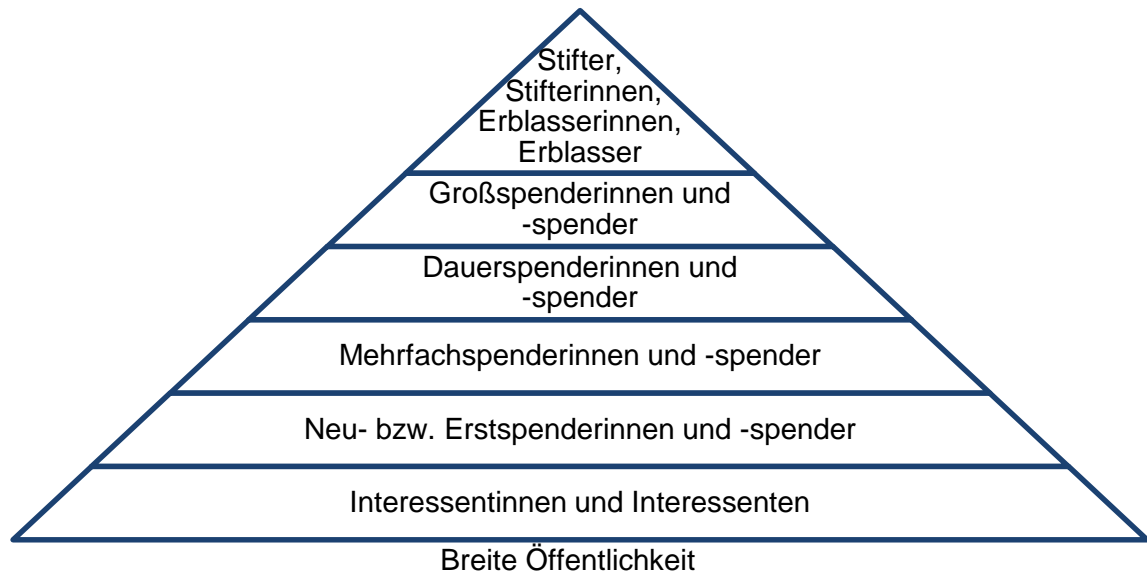 Stifter,
Stifterinnen,
Erblasserinnen,
Erblasser
Großspenderinnen und
-spender
Dauerspenderinnen und
-spender
Mehrfachspenderinnen und -spender
Neu- bzw. Erstspenderinnen und -spender
Interessentinnen und Interessenten
Breite Öffentlichkeit